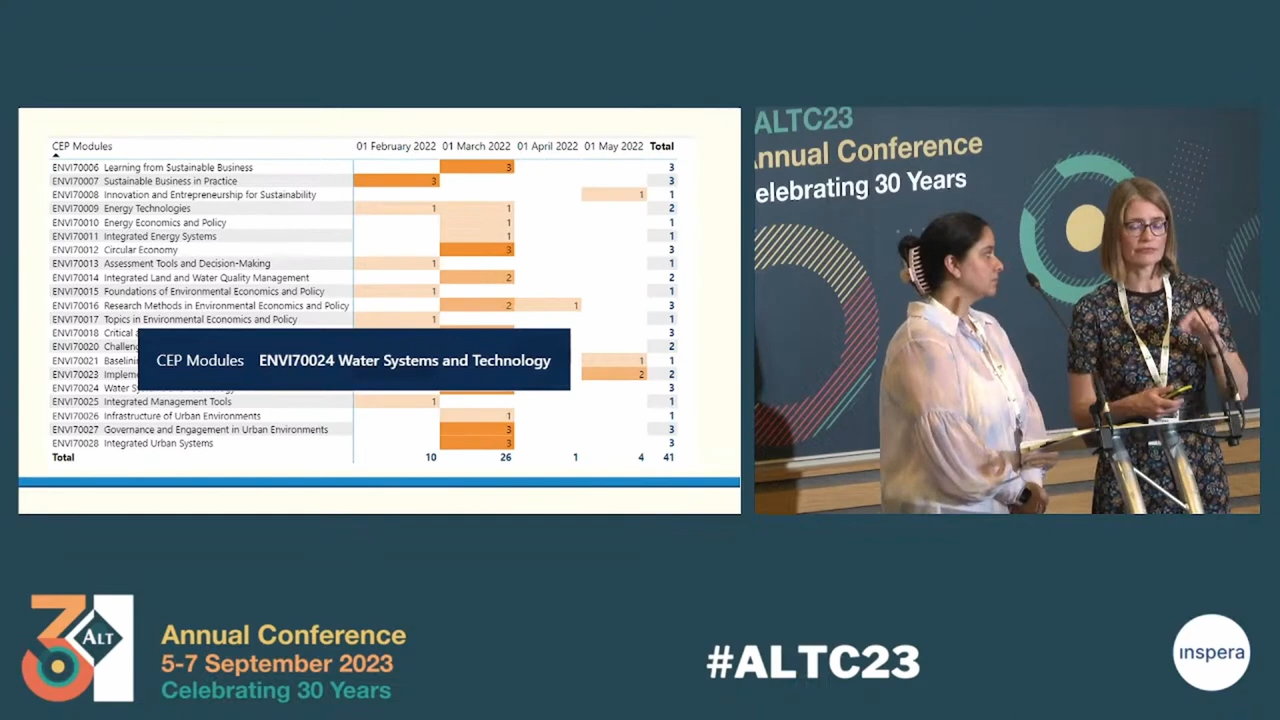 CEP Modules 01 February 2022 01 March 2022 01 April 2022 01 May 2022 Total
ENVI70006 Learning from Sustainable Business 3 3
ENVI70007 Sustainable Business in Practice 3 3
ENVI70008 Innovation and Entrepreneurship for Sustainability 1 1
ENVI70009 Energy Technologies 1 1 2
ENVI70010 Energy Economics and Policy 1 1
ENVI70011 Integrated Energy Systems 1 1
ENVI70012 Circular Economy 3 3
ENVI70013 Assessment Tools and Decision-Making 1 1
ENVI70014 Integrated Land and Water Quality Management 2 2
ENVI70015 Foundations of Environmental Economics and Policy 1 1
ENVI70016 Research Methods in Environmental Economics and Policy 2 1 3
ENVI70017 Topics in Environmental Economics and Policy 1 1
ENVI70018 Critical 3
ENVI70020 2
ENVI70021 1 1
ENVI70023 2 2
CEP Modules ENVI70024 Water Systems and Technology
ENVI70024 3
ENVI70025 Integrated Management Tools 1 1
ENVI70026 Infrastructure of Urban Environments 1 1
ENVI70027 Governance and Engagement in Urban Environments 3 3
ENVI70028 Integrated Urban Systems 3 3
Total 10 26 1 4 41
ALTC23
Annual Conference
elebrating 30 Years
ALT
Annual Conference
5-7 September 2023
Celebrating 30 Years
#ALTC23
inspera